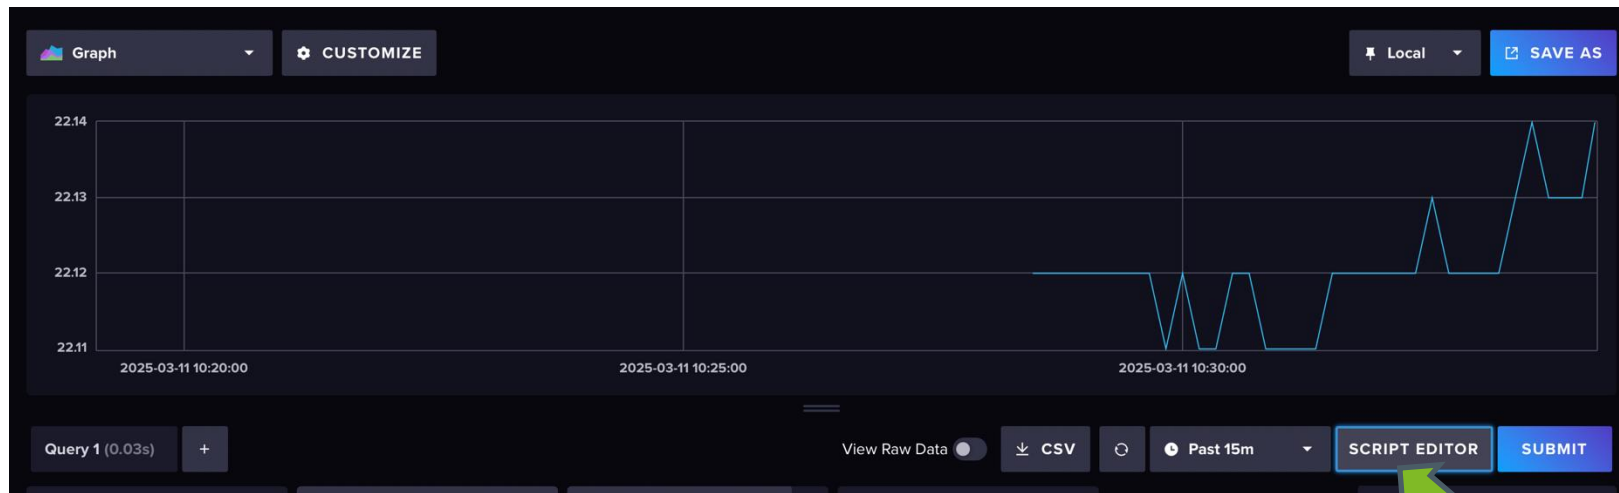 Graph
CUSTOMIZE
Local
SAVE AS
22.14
22.13
22.12
22.11
2025-03-11 10:20:00
2025-03-11 10:25:00
2025-03-11 10:30:00
Query 1 (0.03s)
+
View Raw Data
CSV
Past 15m
SCRIPT EDITOR
SUBMIT